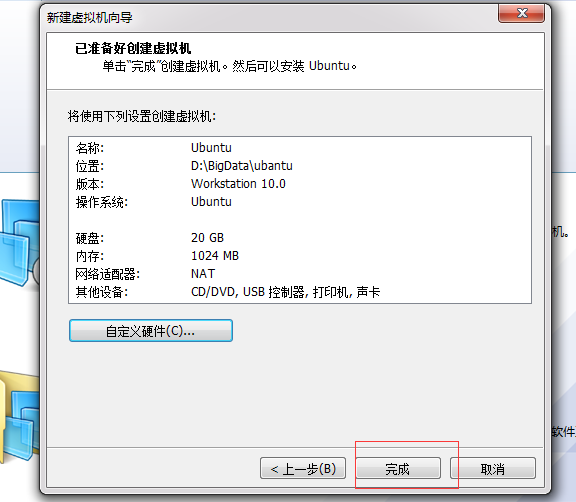 新建虚拟机向导
已准备好创建虚拟机
单击“完成”创建虚拟机。然后可以安装 Ubuntu。
将使用下列设置创建虚拟机:
名称: Ubuntu
位置: D:\BigData\ubantu
版本: Workstation 10.0
操作系统: Ubuntu
硬盘: 20 GB
内存: 1024 MB
网络适配器: NAT
其他设备: CD/DVD, USB 控制器, 打印机, 声卡
机。
自定义硬件(C)...
软件
< 上一步(B) 完成 取消